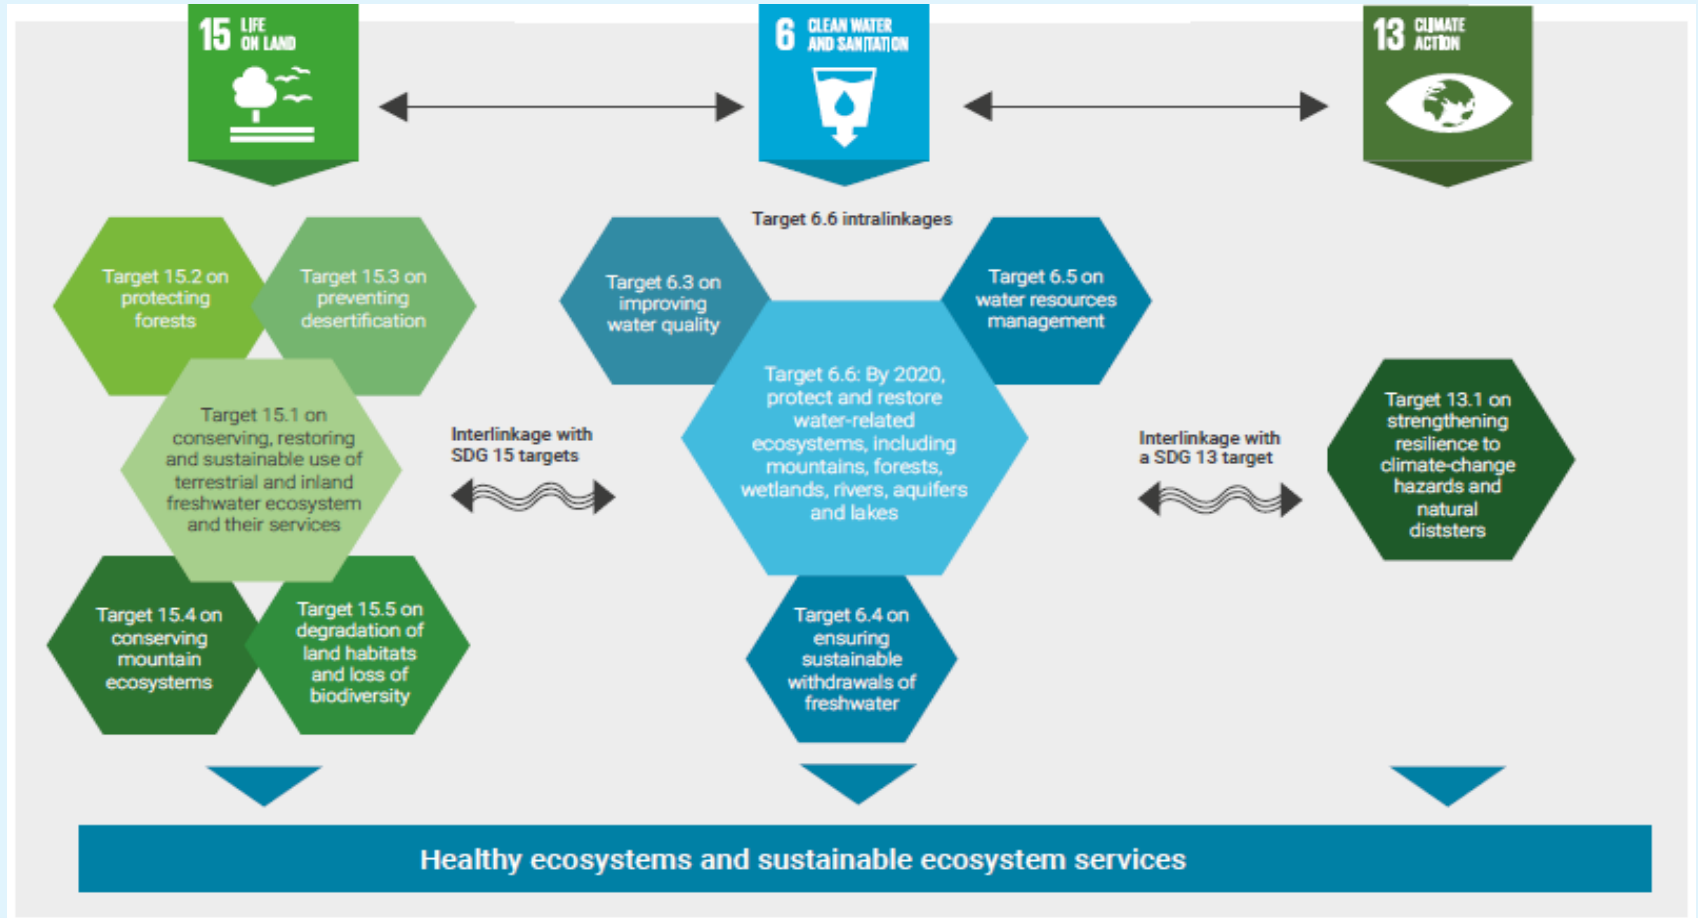 15 LIFE
ON LAND
6 CLEAN WATER
AND SANITATION
13 CLIMATE
ACTION
Target 6.6 intralinkages
Target 15.2 on
protecting
forests
Target 15.3 on
preventing
desertification
Target 15.1 on
conserving, restoring
and sustainable use of
terrestrial and inland
freshwater ecosystem
and their services
Target 15.4 on
conserving
mountain
ecosystems
Target 15.5 on
degradation of
land habitats
and loss of
biodiversity
Interlinkage with
SDG 15 targets
Target 6.3 on
improving
water quality
Target 6.5 on
water resources
management
Target 6.6: By 2020,
protect and restore
water-related
ecosystems, including
mountains, forests,
wetlands, rivers, aquifers
and lakes
Target 6.4 on
ensuring
sustainable
withdrawals of
freshwater
Interlinkage with
a SDG 13 target
Target 13.1 on
strengthening
resilience to
climate-change
hazards and
natural
diststers
Healthy ecosystems and sustainable ecosystem services